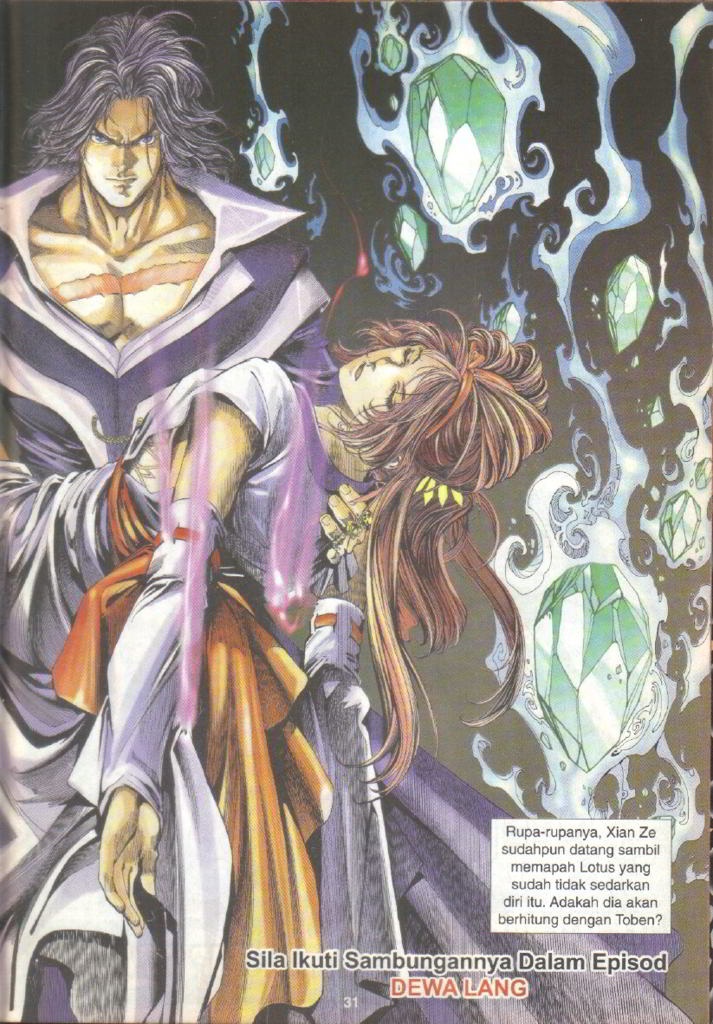 Rupa-rupanya, Xian Ze
sudahpun datang sambil
memapah Lotus yang
sudah tidak sedarkan
diri itu. Adakah dia akan
berhitung dengan Toben?
Sila Ikuti Sambungannya Dalam Episod
DEWA LANG
31